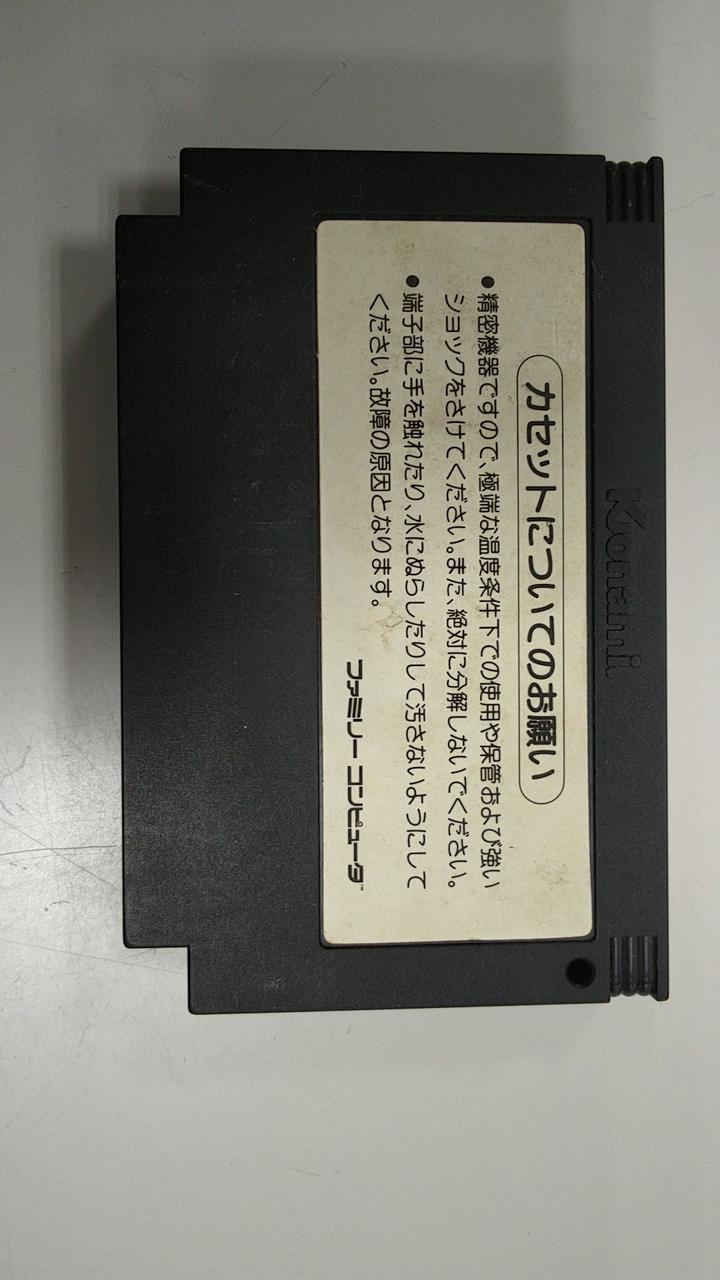 Konami
カセットについてのお願い
●精密機器ですので、極端な温度条件下での使用や保管および強い
ショックをさけてください。また、絶対に分解しないでください。
●端子部に手を触れたり、水にぬらしたりして汚さないようにして
ください。故障の原因となります。
ファミリー コンピュータ™